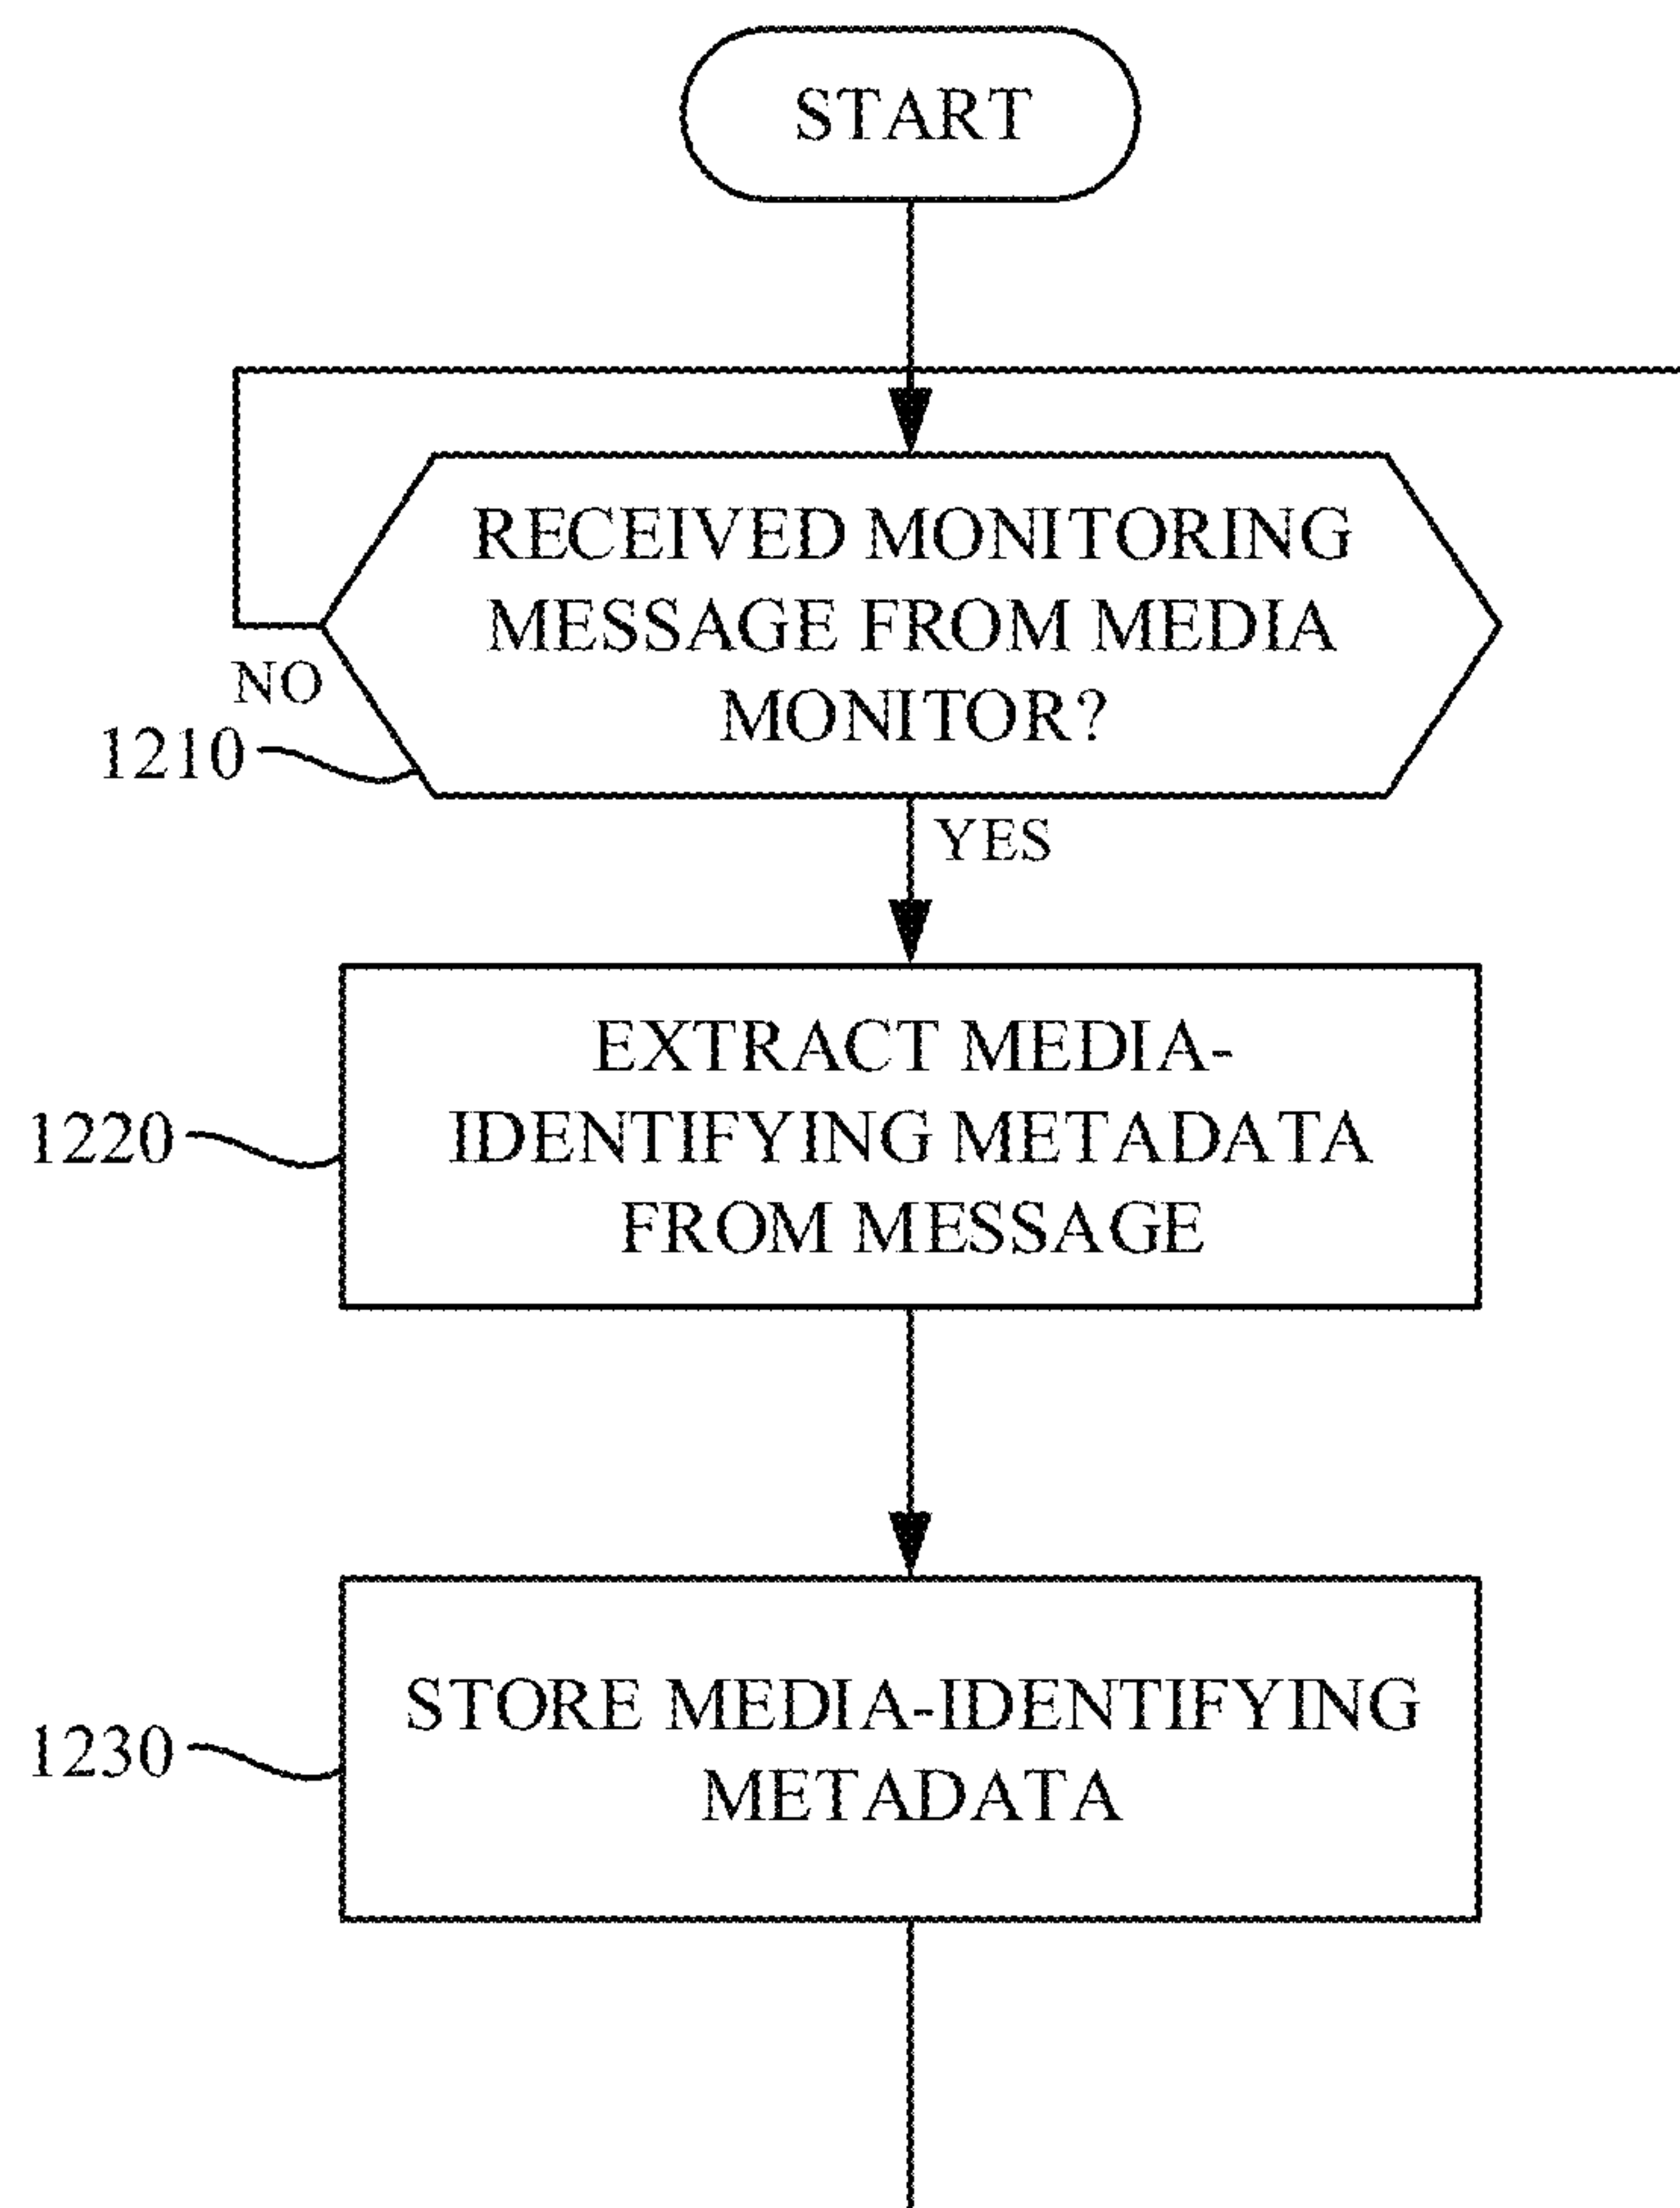 START
RECEIVED MONITORING
MESSAGE FROM MEDIA
MONITOR?
NO
1210
YES
EXTRACT MEDIA-
IDENTIFYING METADATA
FROM MESSAGE
1220
STORE MEDIA-IDENTIFYING
METADATA
1230